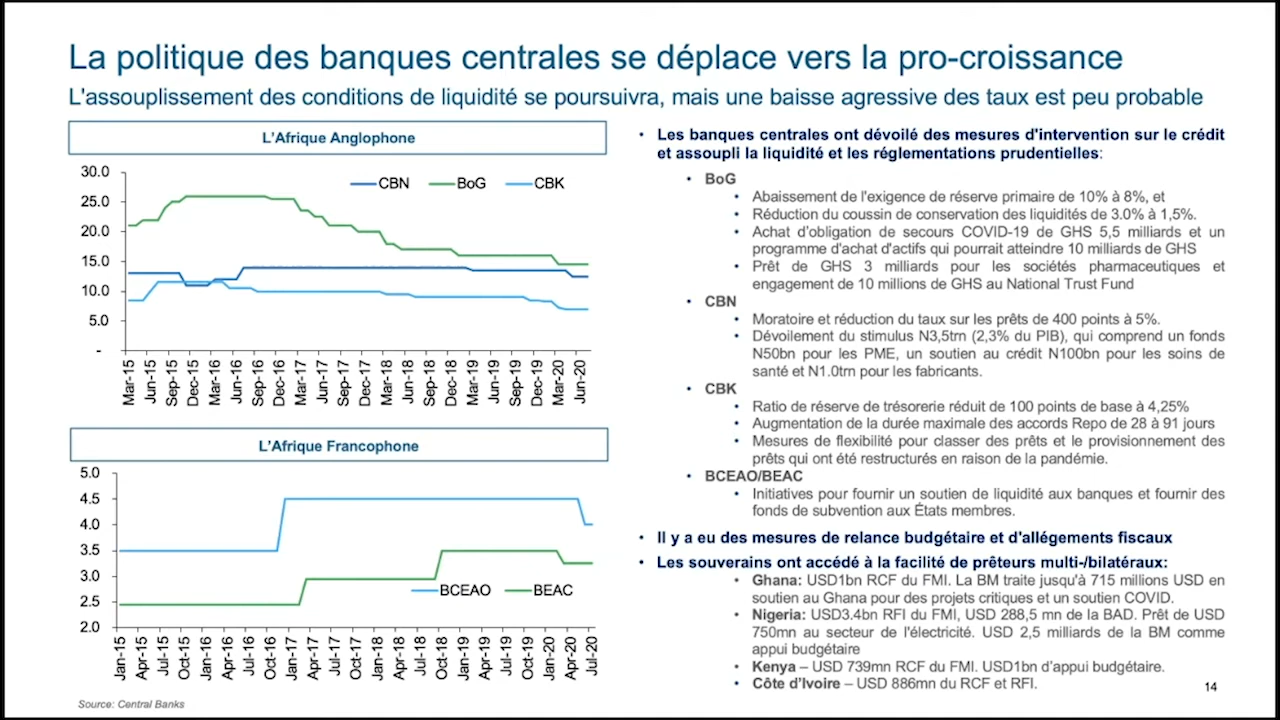 La politique des banques centrales se déplace vers la pro-croissance
L'assouplissement des conditions de liquidité se poursuivra, mais une baisse agressive des taux est peu probable
L'Afrique Anglophone
30.0
25.0
20.0
15.0
10.0
5.0
-
CBN BoG CBK
Mar-15 Jun-15 Sep-15 Dec-15 Mar-16 Jun-16 Sep-16 Dec-16 Mar-17 Jun-17 Sep-17 Dec-17 Mar-18 Jun-18 Sep-18 Dec-18 Mar-19 Jun-19 Sep-19 Dec-19 Mar-20 Jun-20
L'Afrique Francophone
5.0
4.5
4.0
3.5
3.0
2.5
2.0
BCEAO BEAC
Jan-15 Apr-15 Jul-15 Oct-15 Jan-16 Apr-16 Jul-16 Oct-16 Jan-17 Apr-17 Jul-17 Oct-17 Jan-18 Apr-18 Jul-18 Oct-18 Jan-19 Apr-19 Jul-19 Oct-19 Jan-20 Apr-20 Jul-20
Source: Central Banks
• Les banques centrales ont dévoilé des mesures d'intervention sur le crédit
et assoupli la liquidité et les réglementations prudentielles:
• BoG
• Abaissement de l'exigence de réserve primaire de 10% à 8%, et
• Réduction du coussin de conservation des liquidités de 3.0% à 1,5%.
• Achat d'obligation de secours COVID-19 de GHS 5,5 milliards et un
programme d'achat d'actifs qui pourrait atteindre 10 milliards de GHS
• Prêt de GHS 3 milliards pour les sociétés pharmaceutiques et
engagement de 10 millions de GHS au National Trust Fund
• CBN
• Moratoire et réduction du taux sur les prêts de 400 points à 5%.
• Dévoilement du stimulus N3,5trn (2,3% du PIB), qui comprend un fonds
N50bn pour les PME, un soutien au crédit N100bn pour les soins de
santé et N1.0trn pour les fabricants.
• CBK
• Ratio de réserve de trésorerie réduit de 100 points de base à 4,25%
• Augmentation de la durée maximale des accords Repo de 28 à 91 jours
• Mesures de flexibilité pour classer des prêts et le provisionnement des
prêts qui ont été restructurés en raison de la pandémie.
• BCEAO/BEAC
• Initiatives pour fournir un soutien de liquidité aux banques et fournir des
fonds de subvention aux États membres.
• Il y a eu des mesures de relance budgétaire et d'allégements fiscaux
• Les souverains ont accédé à la facilité de prêteurs multi-/bilatéraux:
• Ghana: USD1bn RCF du FMI. La BM traite jusqu'à 715 millions USD en
soutien au Ghana pour des projets critiques et un soutien COVID.
• Nigeria: USD3.4bn RFI du FMI, USD 288,5 mn de la BAD. Prêt de USD
750mn au secteur de l'électricité. USD 2,5 milliards de la BM comme
appui budgétaire
• Kenya – USD 739mn RCF du FMI. USD1bn d'appui budgétaire.
• Côte d'Ivoire – USD 886mn du RCF et RFI.
14